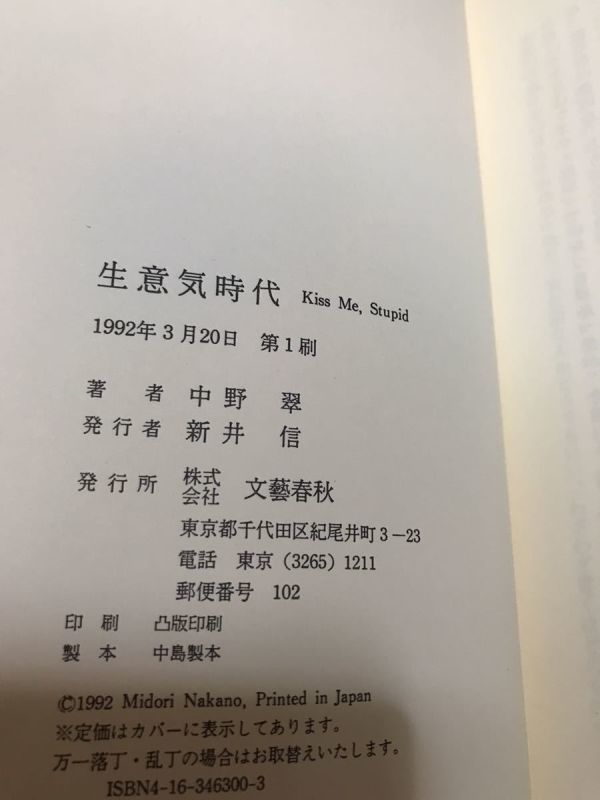 生意気時代 Kiss Me, Stupid
1992年3月20日 第1刷
著者 中野 翠
発行者 新井 信
発行所 株式会社 文藝春秋
東京都千代田区紀尾井町3-23
電話 東京(3265)1211
郵便番号 102
印刷 凸版印刷
製本 中島製本
©1992 Midori Nakano, Printed in Japan
※定価はカバーに表示してあります。
万一落丁・乱丁の場合はお取替えいたします。
ISBN4-16-346300-3